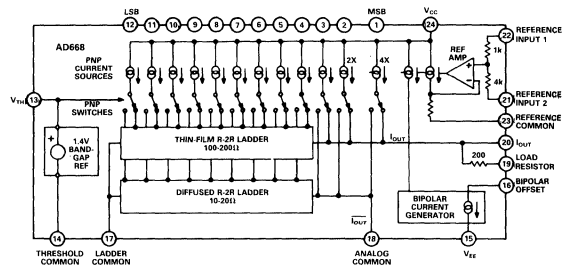 LSB
MSB
VCC
12
11
10
9
8
7
6
5
4
3
2
1
24
AD668
22
REFERENCE
INPUT 1
1k
REF
AMP
+
−
4k
21
REFERENCE
INPUT 2
23
REFERENCE
COMMON
PNP
CURRENT
SOURCES
2X
4X
VTH
13
PNP
SWITCHES
IOUT
20
IOUT
THIN-FILM R-2R LADDER
100-200Ω
200
19
LOAD
RESISTOR
+
1.4V
BAND-
GAP
REF
DIFFUSED R-2R LADDER
10-20Ω
16
BIPOLAR
OFFSET
BIPOLAR
CURRENT
GENERATOR
IOUT
14
17
18
15
THRESHOLD
COMMON
LADDER
COMMON
ANALOG
COMMON
VEE